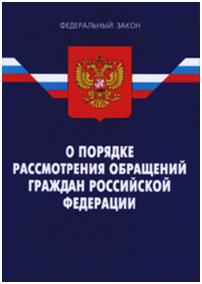 ФЕДЕРАЛЬНЫЙ ЗАКОН
О ПОРЯДКЕ
РАССМОТРЕНИЯ ОБРАЩЕНИЙ
ГРАЖДАН РОССИЙСКОЙ
ФЕДЕРАЦИИ